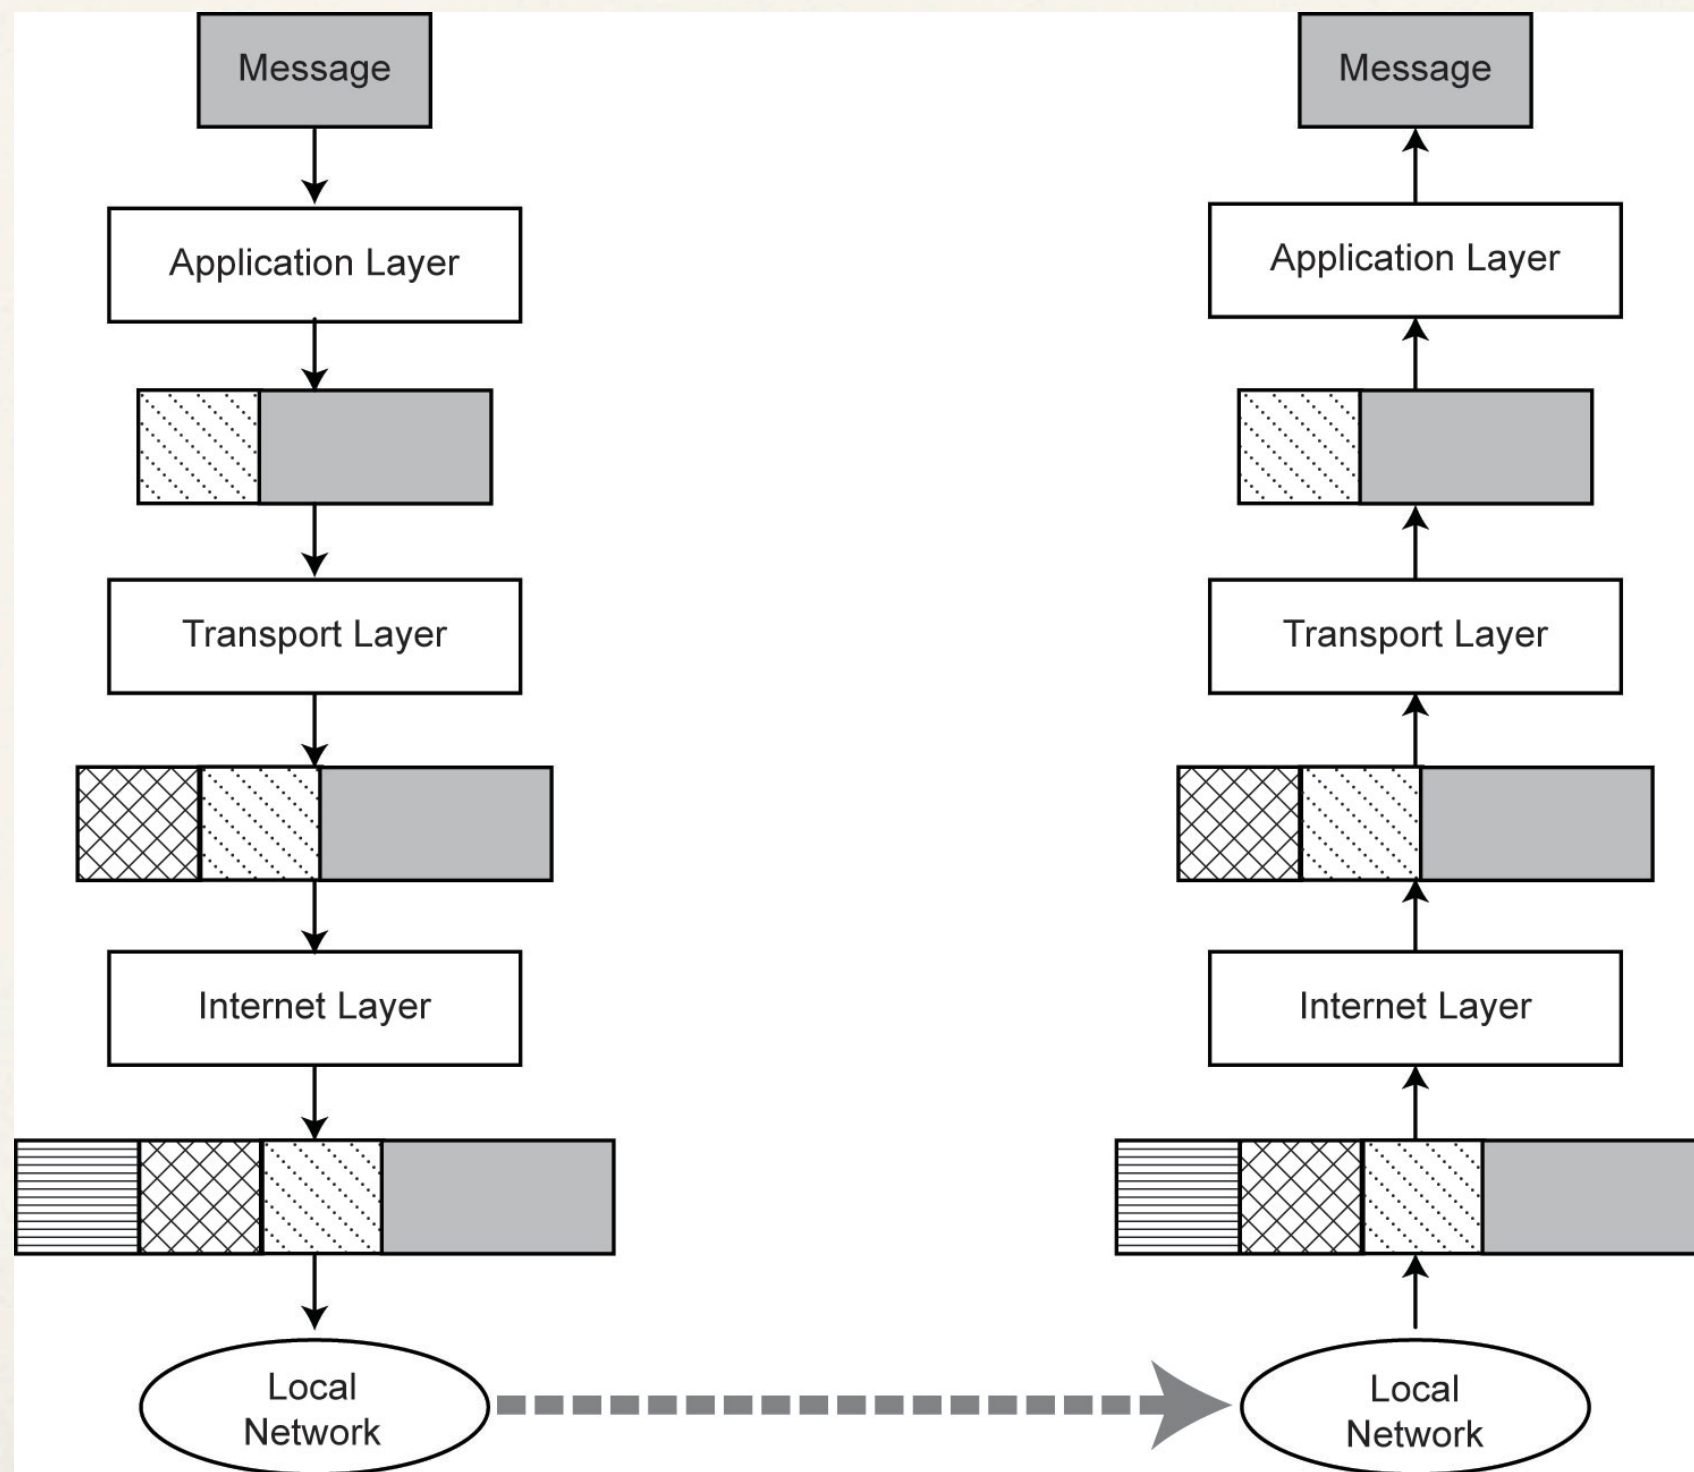 Message
Message
Application Layer
Application Layer
Transport Layer
Transport Layer
Internet Layer
Internet Layer
Local
Network
Local
Network